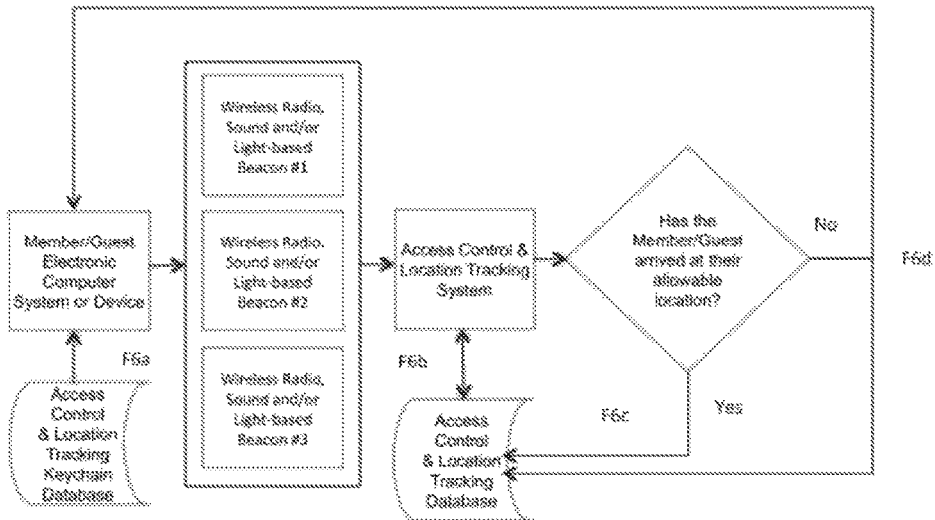 Wireless Radio,
Sound and/or
Light-based
Beacon #1
Member/Guest
Electronic
Computer
System or Device
Wireless Radio,
Sound and/or
Light-based
Beacon #2
Access Control &
Location Tracking
System
Has the
Member/Guest
arrived at their
allowable
location?
No
F6d
F6a
Access
Control
& Location
Tracking
Keychain
Database
Wireless Radio,
Sound and/or
Light-based
Beacon #3
F6b
Access
Control
& Location
Tracking
Database
F6c
Yes